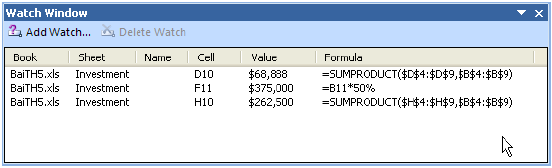 Watch Window
Add Watch... Delete Watch
Book Sheet Name Cell Value Formula
BaiTH5.xls Investment D10 $68,888 =SUMPRODUCT($D$4:$D$9,$B$4:$B$9)
BaiTH5.xls Investment F11 $375,000 =B11*50%
BaiTH5.xls Investment H10 $262,500 =SUMPRODUCT($H$4:$H$9,$B$4:$B$9)